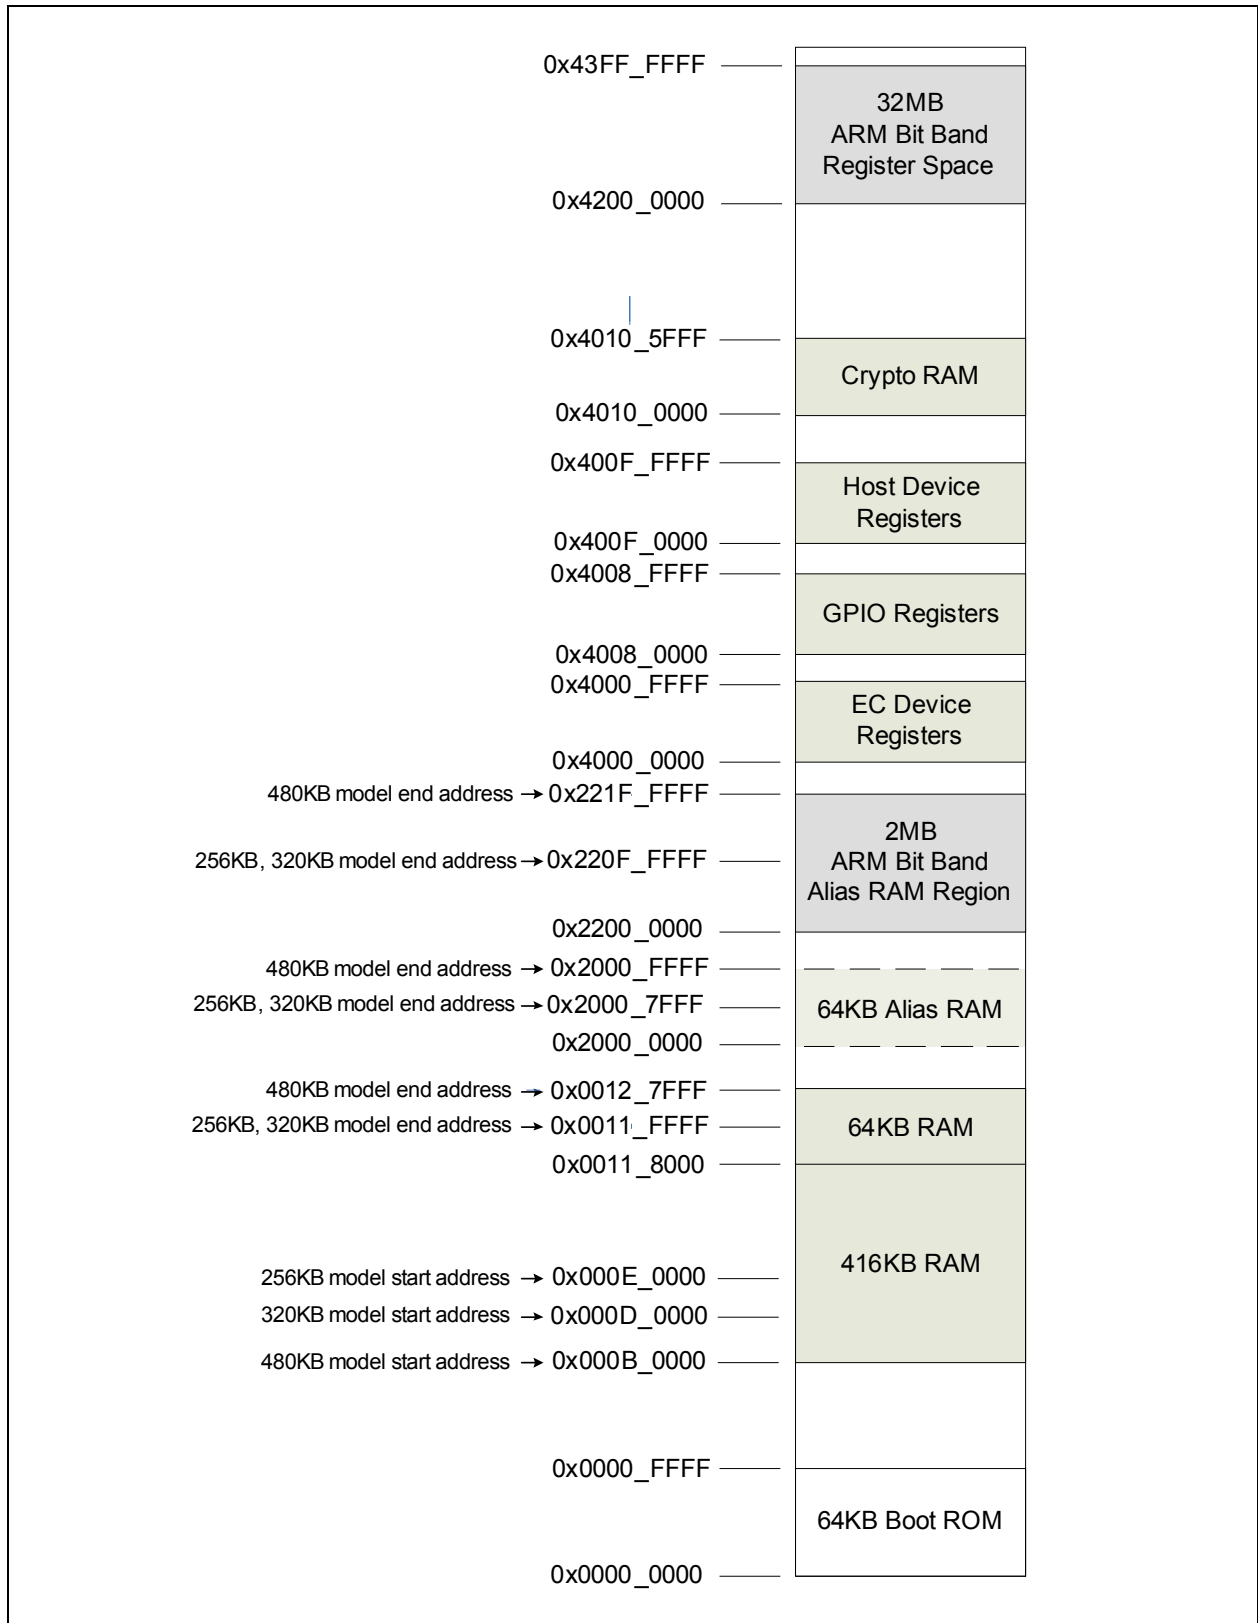 0x43FF_FFFF
32MB
ARM Bit Band
Register Space
0x4200_0000
0x4010_5FFF
Crypto RAM
0x4010_0000
0x400F_FFFF
Host Device
Registers
0x400F_0000
0x4008_FFFF
GPIO Registers
0x4008_0000
0x4000_FFFF
EC Device
Registers
0x4000_0000
480KB model end address → 0x221F_FFFF
2MB
256KB, 320KB model end address → 0x220F_FFFF
ARM Bit Band
Alias RAM Region
0x2200_0000
480KB model end address → 0x2000_FFFF
256KB, 320KB model end address → 0x2000_7FFF
64KB Alias RAM
0x2000_0000
480KB model end address → 0x0012_7FFF
256KB, 320KB model end address → 0x0011_FFFF
64KB RAM
0x0011_8000
416KB RAM
256KB model start address → 0x000E_0000
320KB model start address → 0x000D_0000
480KB model start address → 0x000B_0000
0x0000_FFFF
64KB Boot ROM
0x0000_0000